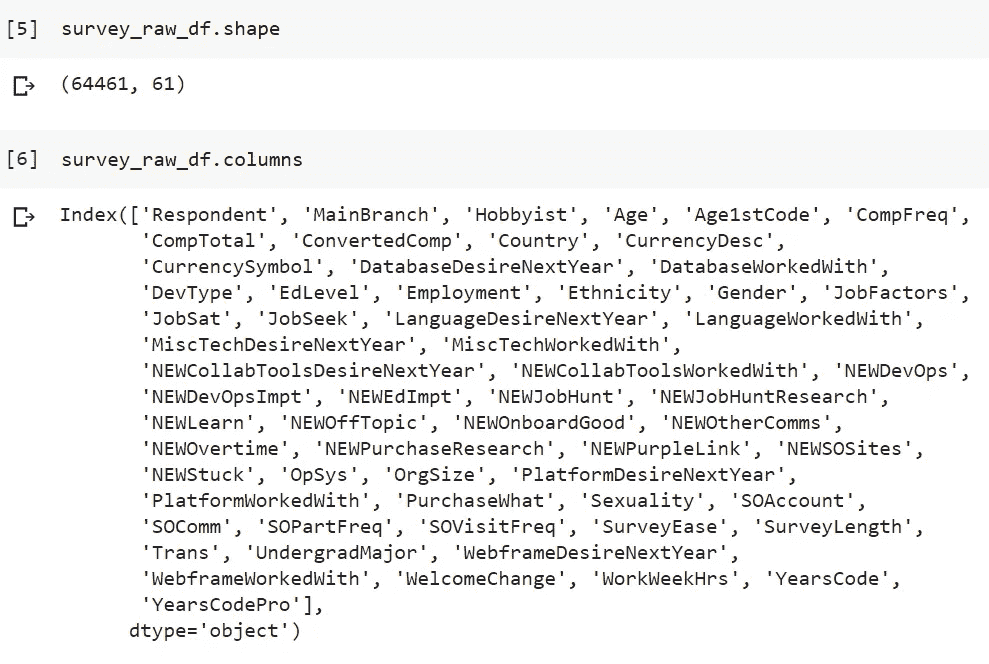 [5] survey_raw_df.shape
(64461, 61)
[6] survey_raw_df.columns
Index(['Respondent', 'MainBranch', 'Hobbyist', 'Age', 'Age1stCode', 'CompFreq',
'CompTotal', 'ConvertedComp', 'Country', 'CurrencyDesc',
'CurrencySymbol', 'DatabaseDesireNextYear', 'DatabaseWorkedWith',
'DevType', 'EdLevel', 'Employment', 'Ethnicity', 'Gender', 'JobFactors',
'JobSat', 'JobSeek', 'LanguageDesireNextYear', 'LanguageWorkedWith',
'MiscTechDesireNextYear', 'MiscTechWorkedWith',
'NEWCollabToolsDesireNextYear', 'NEWCollabToolsWorkedWith', 'NEWDevOps',
'NEWDevOpsImpt', 'NEWEdImpt', 'NEWJobHunt', 'NEWJobHuntResearch',
'NEWLearn', 'NEWOffTopic', 'NEWOnboardGood', 'NEWOtherComms',
'NEWOvertime', 'NEWPurchaseResearch', 'NEWPurpleLink', 'NEWSOSites',
'NEWStuck', 'OpSys', 'OrgSize', 'PlatformDesireNextYear',
'PlatformWorkedWith', 'PurchaseWhat', 'Sexuality', 'SOAccount',
'SOComm', 'SOPartFreq', 'SOVisitFreq', 'SurveyEase', 'SurveyLength',
'Trans', 'UndergradMajor', 'WebframeDesireNextYear',
'WebframeWorkedWith', 'WelcomeChange', 'WorkWeekHrs', 'YearsCode',
'YearsCodePro'],
dtype='object')